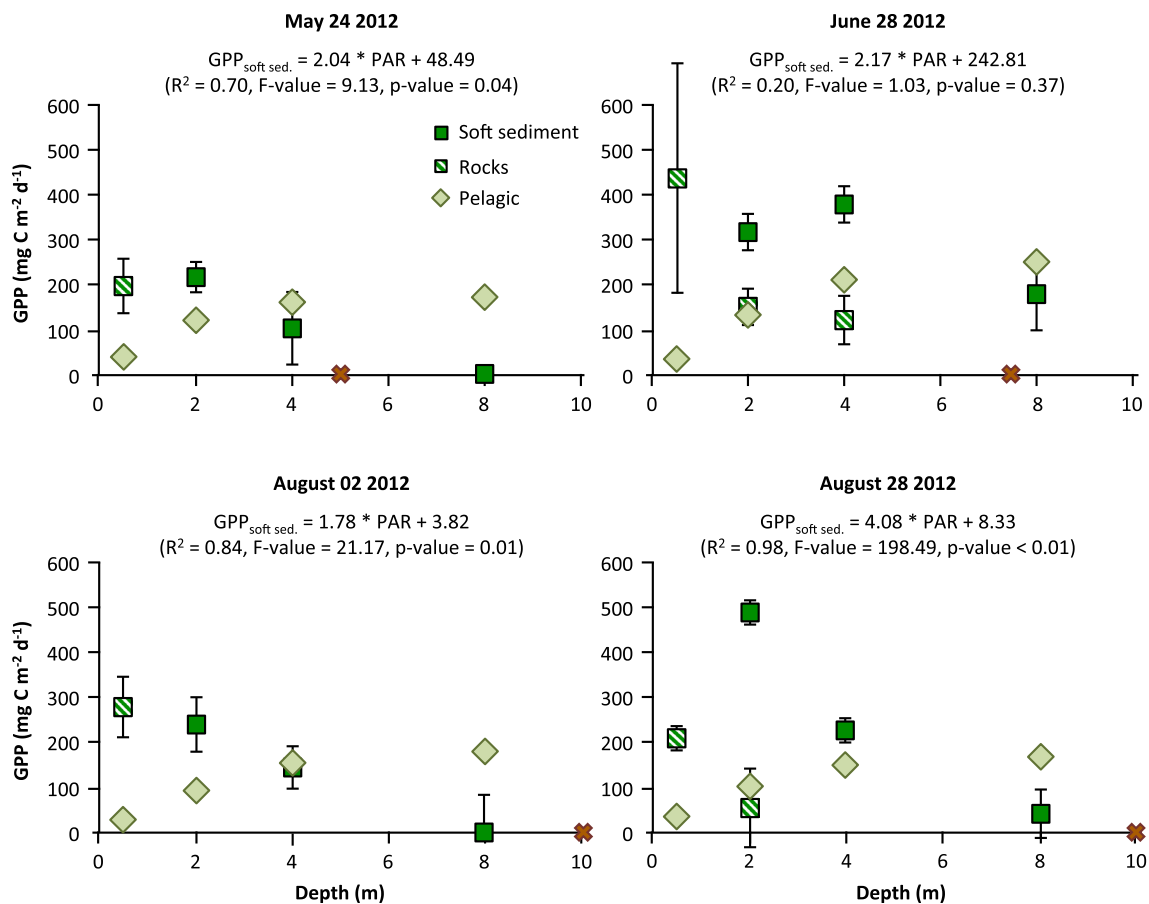 May 24 2012
GPPsoft sed. = 2.04 * PAR + 48.49
(R2 = 0.70, F-value = 9.13, p-value = 0.04)
600
500
400
300
200
100
0
GPP (mg C m-2 d-1)
Soft sediment
Rocks
Pelagic
0 2 4 6 8 10
June 28 2012
GPPsoft sed. = 2.17 * PAR + 242.81
(R2 = 0.20, F-value = 1.03, p-value = 0.37)
600
500
400
300
200
100
0
0 2 4 6 8 10
August 02 2012
GPPsoft sed. = 1.78 * PAR + 3.82
(R2 = 0.84, F-value = 21.17, p-value = 0.01)
600
500
400
300
200
100
0
GPP (mg C m-2 d-1)
0 2 4 6 8 10
Depth (m)
August 28 2012
GPPsoft sed. = 4.08 * PAR + 8.33
(R2 = 0.98, F-value = 198.49, p-value < 0.01)
600
500
400
300
200
100
0
0 2 4 6 8 10
Depth (m)